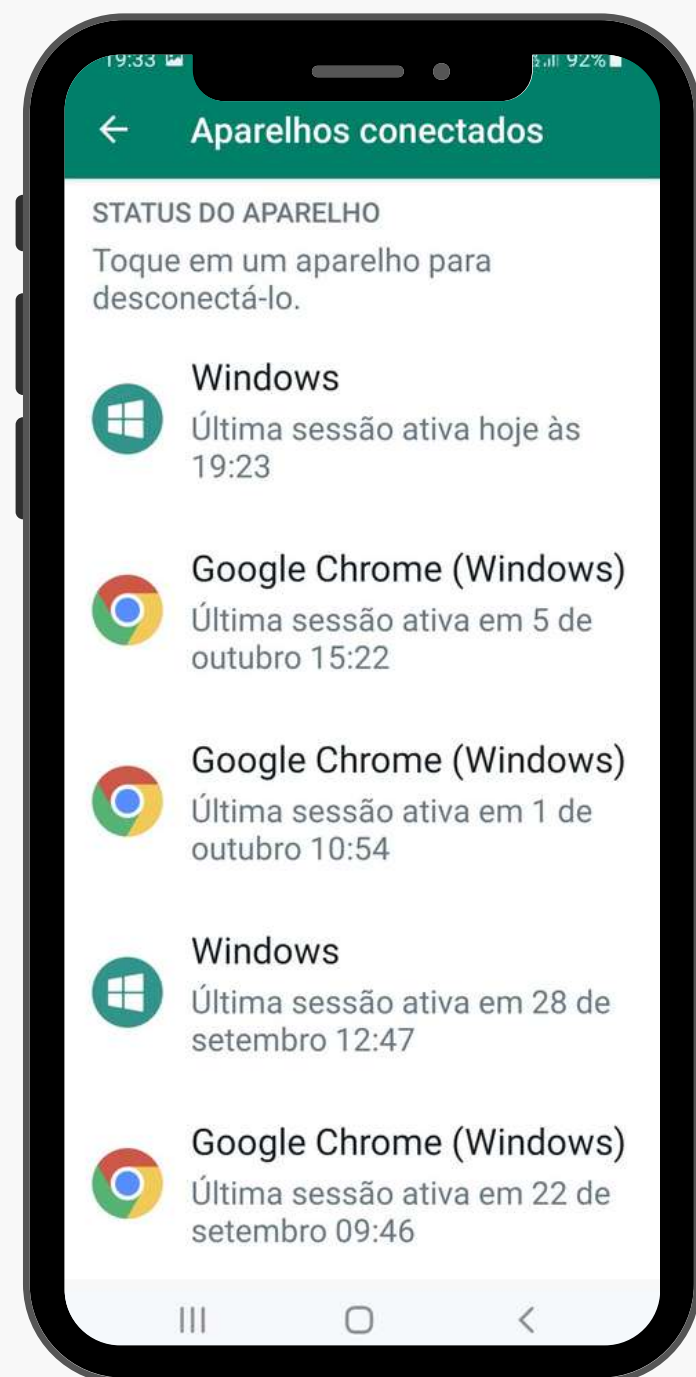 19:33 92%
Aparelhos conectados
STATUS DO APARELHO
Toque em um aparelho para
desconectá-lo.
Windows
Última sessão ativa hoje às
19:23
Google Chrome (Windows)
Última sessão ativa em 5 de
outubro 15:22
Google Chrome (Windows)
Última sessão ativa em 1 de
outubro 10:54
Windows
Última sessão ativa em 28 de
setembro 12:47
Google Chrome (Windows)
Última sessão ativa em 22 de
setembro 09:46